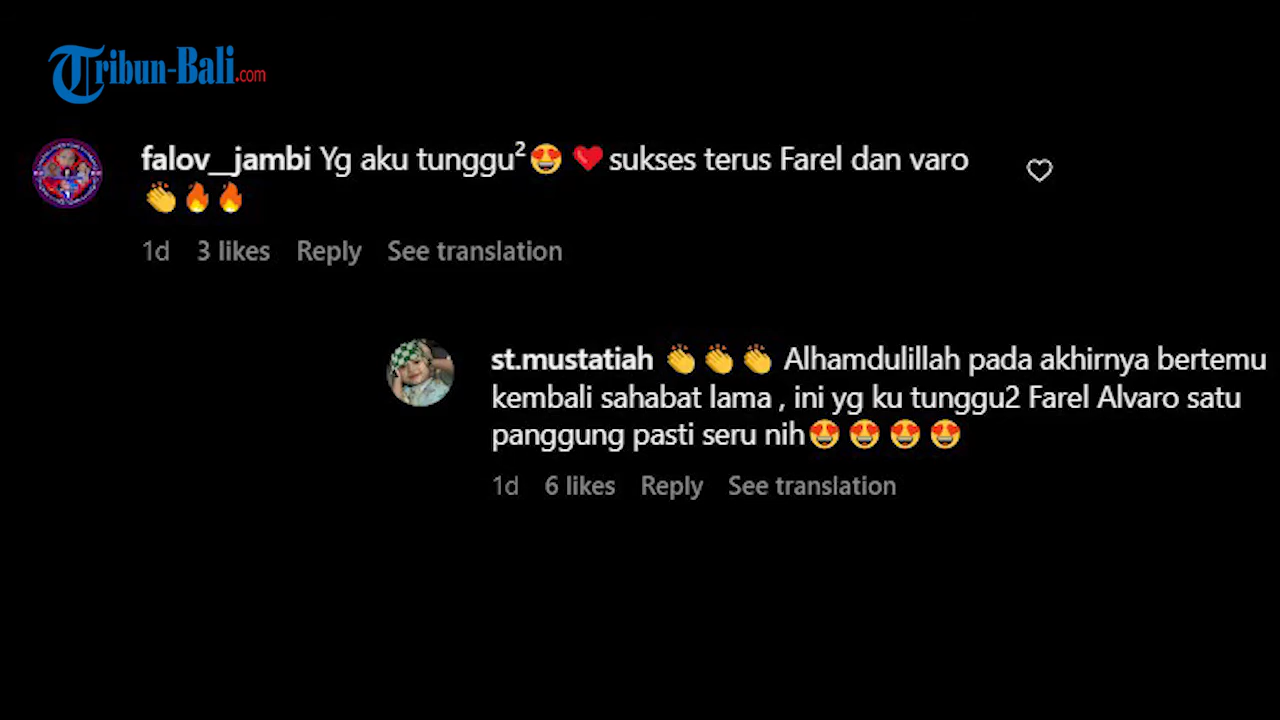 Tribun-Bali.com
falov__jambi Yg aku tunggu²😍 ❤️sukses terus Farel dan varo
👏🔥🔥
1d 3 likes Reply See translation
st.mustatiah 👏👏👏 Alhamdulillah pada akhirnya bertemu
kembali sahabat lama , ini yg ku tunggu2 Farel Alvaro satu
panggung pasti seru nih😍😍😍😍
1d 6 likes Reply See translation